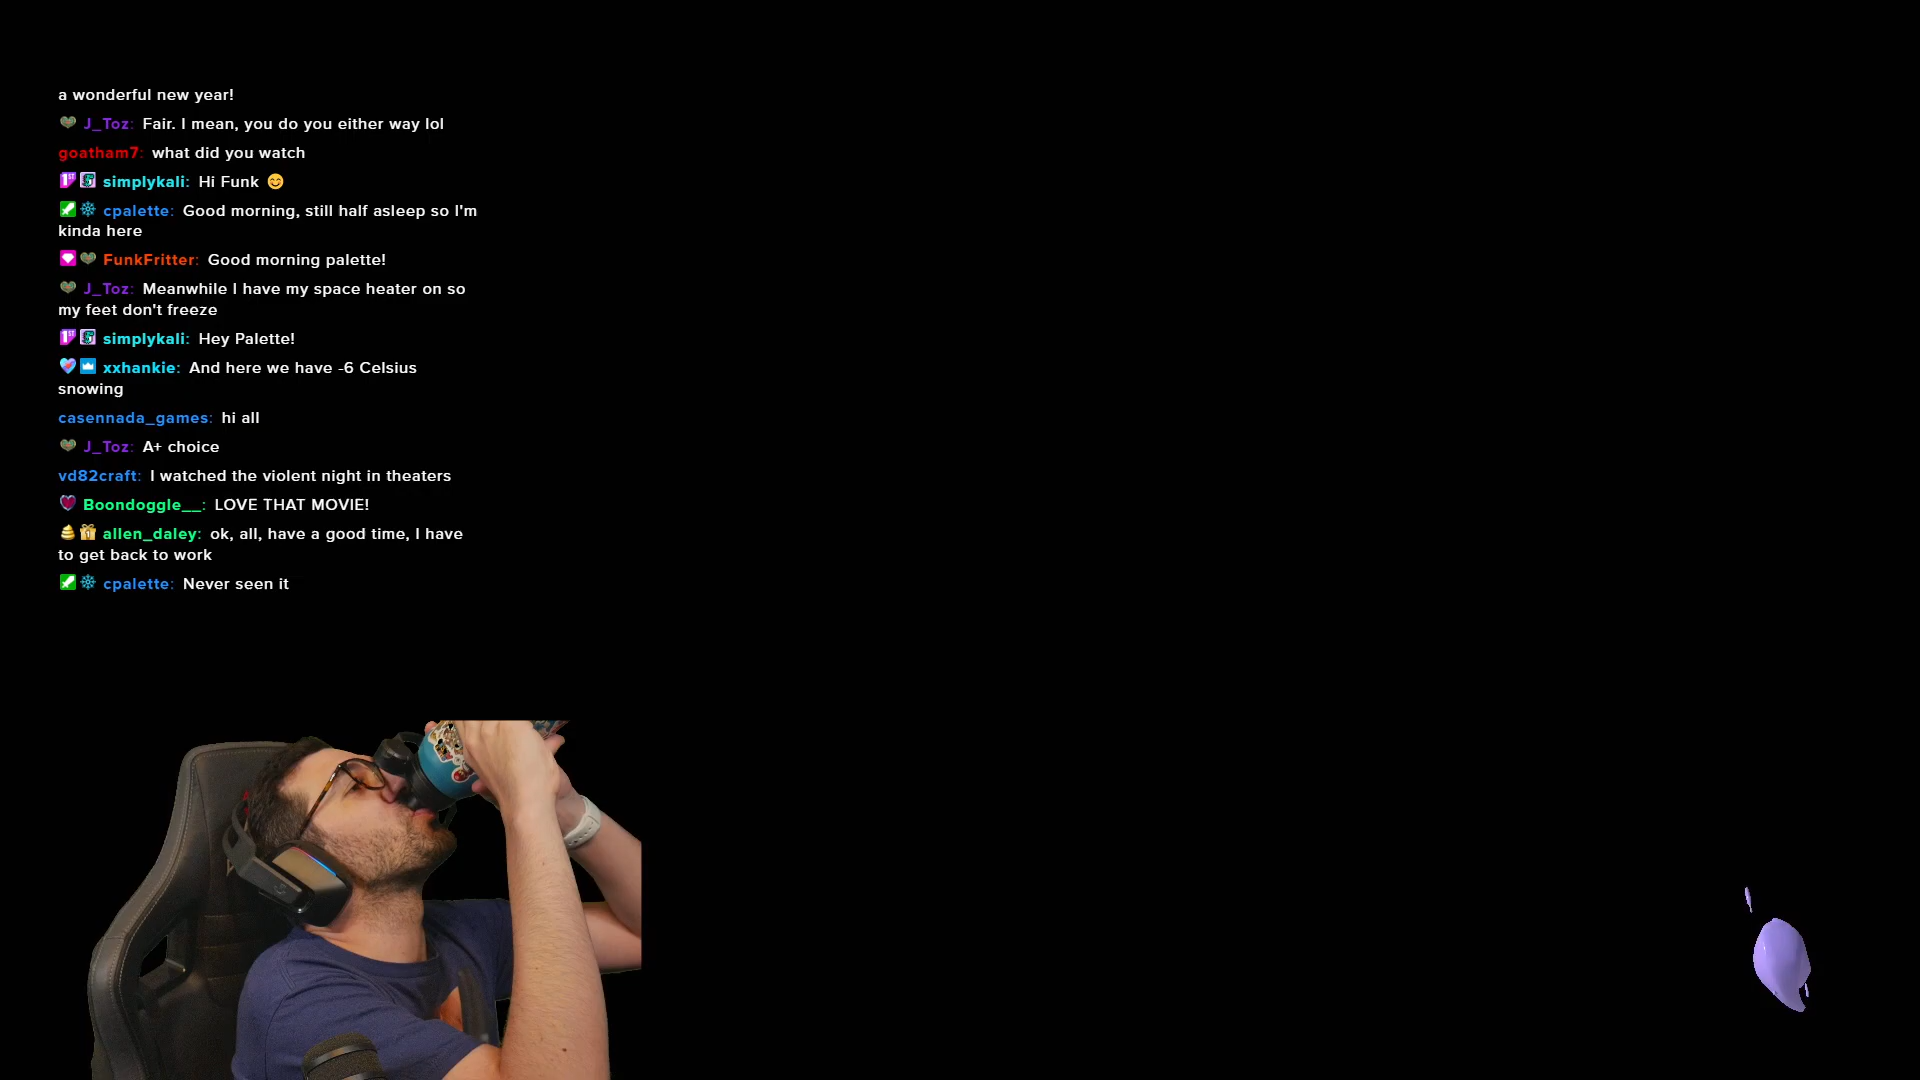 a wonderful new year!
J_Toz: Fair. I mean, you do you either way lol
goatham7: what did you watch
simplykali: Hi Funk 😊
cpalette: Good morning, still half asleep so I'm
kinda here
FunkFritter: Good morning palette!
J_Toz: Meanwhile I have my space heater on so
my feet don't freeze
simplykali: Hey Palette!
xxhankie: And here we have -6 Celsius
snowing
casennada_games: hi all
J_Toz: A+ choice
vd82craft: I watched the violent night in theaters
Boondoggle__: LOVE THAT MOVIE!
allen_daley: ok, all, have a good time, I have
to get back to work
cpalette: Never seen it